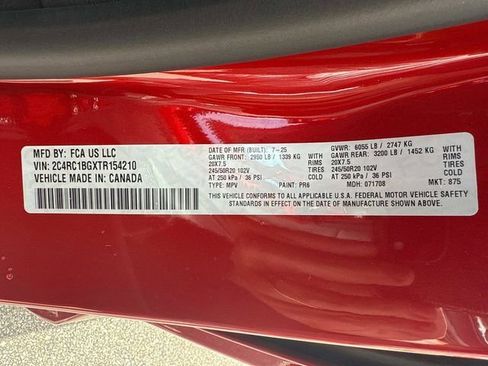 MFD BY: FCA US LLC
VIN: 2C4RC1BGXTR154210
VEHICLE MADE IN: CANADA
DATE OF MFR (BUILT): 7-25 GVWR: 6055 LB / 2747 KG
GAWR FRONT: 2950 LB / 1339 KG WITH GAWR REAR: 3200 LB / 1452 KG WITH
20X7.5 RIMS 20X7.5 RIMS
245/50R20 102V TIRES 245/50R20 102V TIRES
AT 250 kPa / 36 PSI COLD AT 250 kPa / 36 PSI COLD
TYPE: MPV PAINT: PR6 MDH: 071708 MKT: 875
THIS VEHICLE CONFORMS TO ALL APPLICABLE U.S.A. FEDERAL MOTOR VEHICLE SAFETY
STANDARDS IN EFFECT ON THE DATE OF MANUFACTURE SHOWN ABOVE.